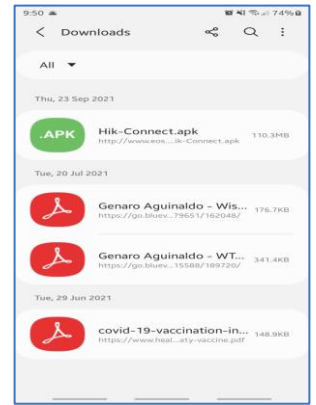 9:50
74%
Downloads
All
Thu, 23 Sep 2021
.APK
Hik-Connect.apk
110.3MB
http://www.eos...ik-Connect.apk
Tue, 20 Jul 2021
Genaro Aguinaldo - Wis...
176.7KB
https://go.bluev...79651/162048/
Genaro Aguinaldo - WT...
341.4KB
https://go.bluev...15588/189720/
Tue, 29 Jun 2021
covid-19-vaccination-in...
148.9KB
https://www.heal...aty-vaccine.pdf